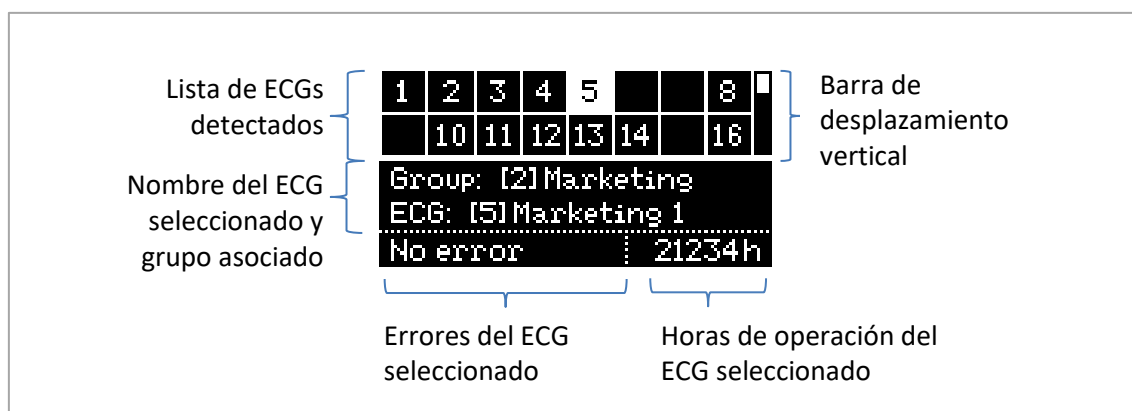 Lista de ECGs
detectados
Nombre del ECG
seleccionado y
grupo asociado
1 2 3 4 5 8
10 11 12 13 14 16
Group: [2] Marketing
ECG: [5] Marketing 1
No error 21234h
Barra de
desplazamiento
vertical
Errores del ECG
seleccionado
Horas de operación del
ECG seleccionado